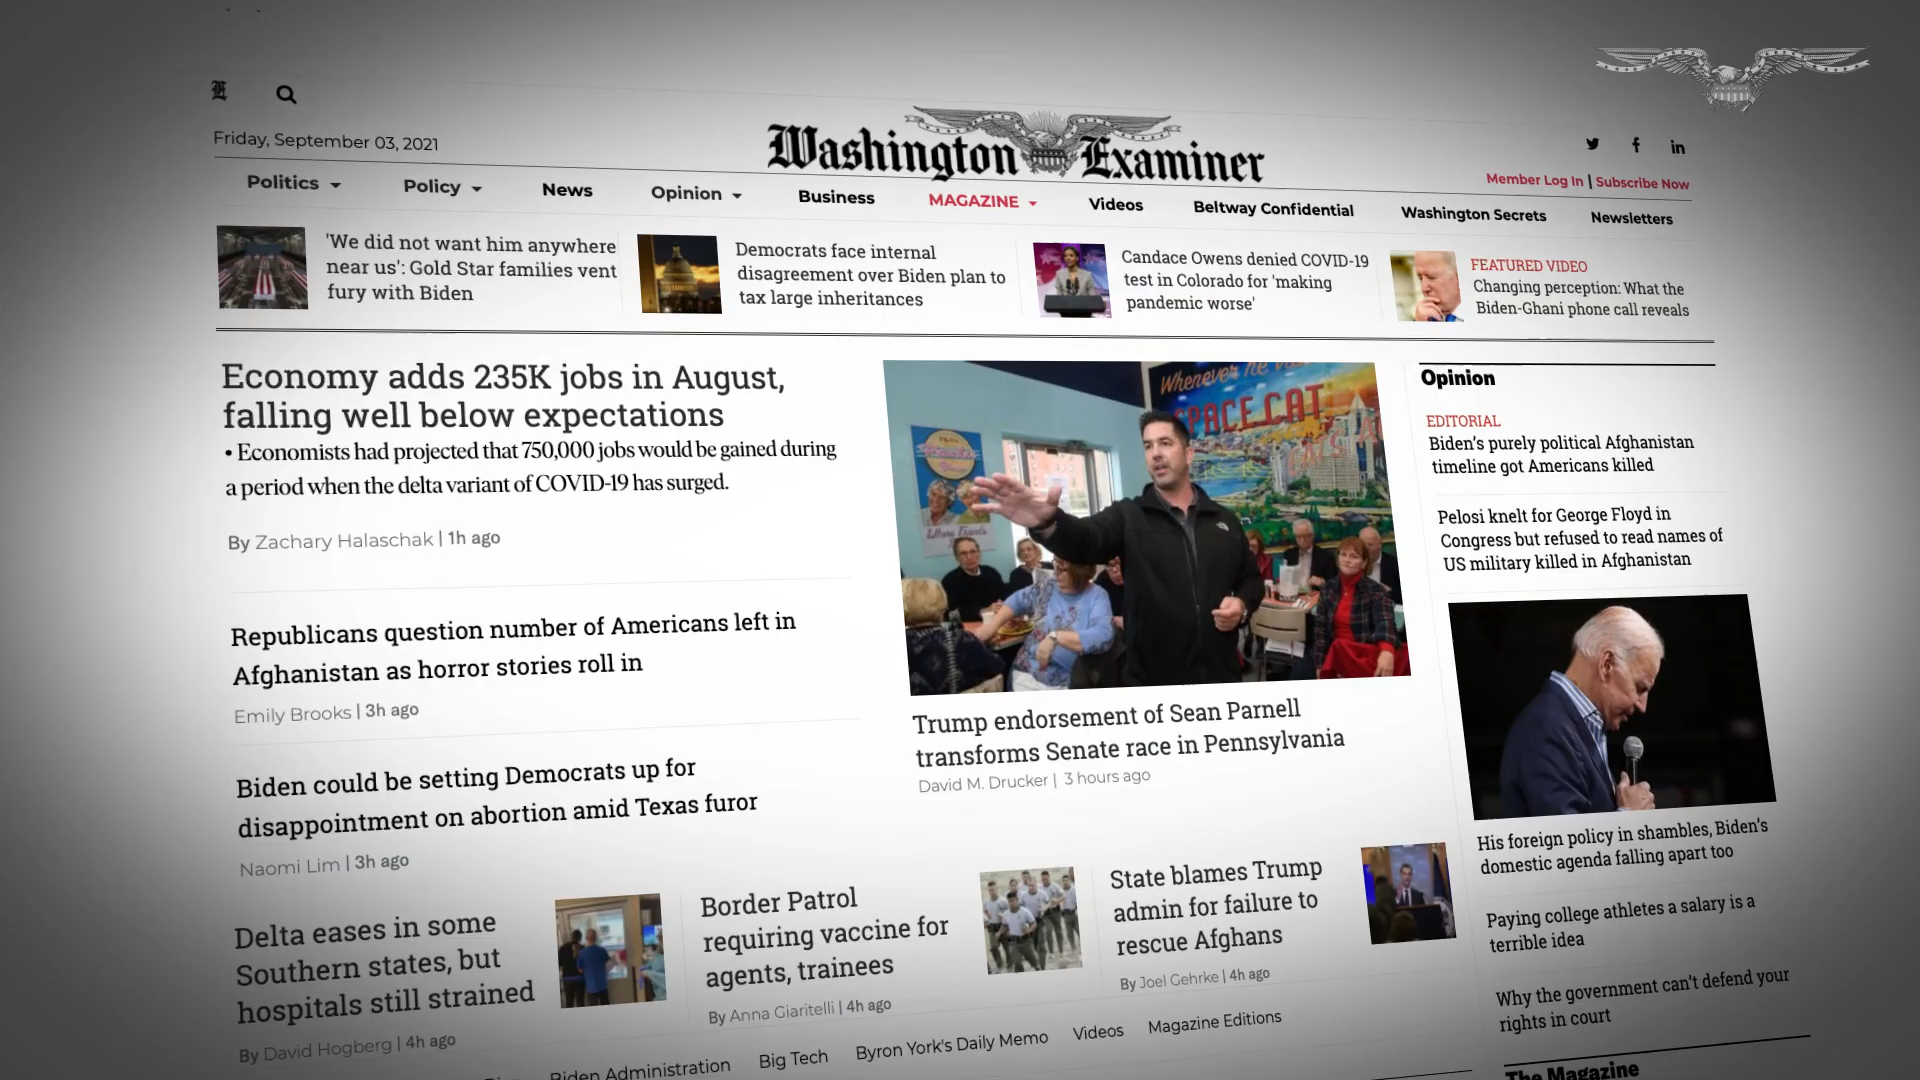 E
Friday, September 03, 2021
Washington Examiner
Member Log In | Subscribe Now
Politics
Policy
News
Opinion
Business
MAGAZINE
Videos
Beltway Confidential
Washington Secrets
Newsletters
'We did not want him anywhere
near us': Gold Star families vent
fury with Biden
Democrats face internal
disagreement over Biden plan to
tax large inheritances
Candace Owens denied COVID-19
test in Colorado for 'making
pandemic worse'
FEATURED VIDEO
Changing perception: What the
Biden-Ghani phone call reveals
Economy adds 235K jobs in August,
falling well below expectations
• Economists had projected that 750,000 jobs would be gained during
a period when the delta variant of COVID-19 has surged.
By Zachary Halaschak | 1h ago
Republicans question number of Americans left in
Afghanistan as horror stories roll in
Emily Brooks | 3h ago
Biden could be setting Democrats up for
disappointment on abortion amid Texas furor
Naomi Lim | 3h ago
Whenever he
SPACE CAT
EATS
Where Friends
Trump endorsement of Sean Parnell
transforms Senate race in Pennsylvania
David M. Drucker | 3 hours ago
Opinion
EDITORIAL
Biden's purely political Afghanistan
timeline got Americans killed
Pelosi knelt for George Floyd in
Congress but refused to read names of
US military killed in Afghanistan
His foreign policy in shambles, Biden's
domestic agenda falling apart too
Paying college athletes a salary is a
terrible idea
Why the government can't defend your
rights in court
The Magazine
Delta eases in some
Southern states, but
hospitals still strained
By David Hogberg | 4h ago
Border Patrol
requiring vaccine for
agents, trainees
By Anna Giaritelli | 4h ago
State blames Trump
admin for failure to
rescue Afghans
By Joel Gehrke | 4h ago
Biden Administration
Big Tech
Byron York's Daily Memo
Videos
Magazine Editions